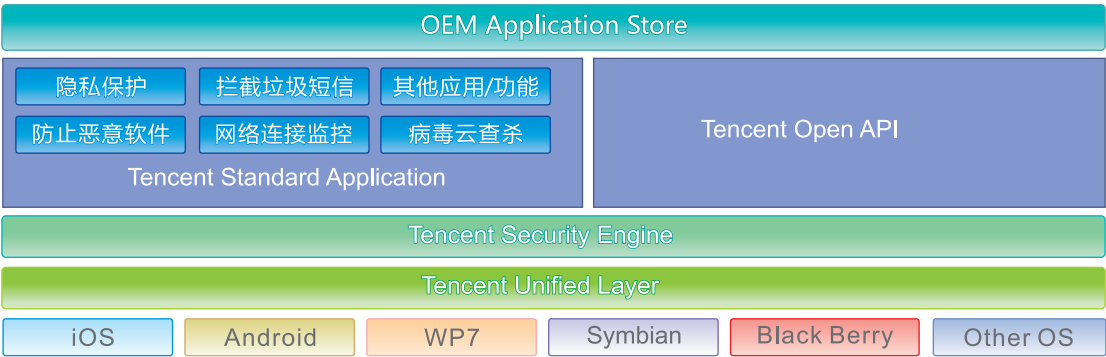 OEM Application Store
隐私保护
拦截垃圾短信
其他应用/功能
防止恶意软件
网络连接监控
病毒云查杀
Tencent Standard Application
Tencent Open API
Tencent Security Engine
Tencent Unified Layer
iOS
Android
WP7
Symbian
Black Berry
Other OS